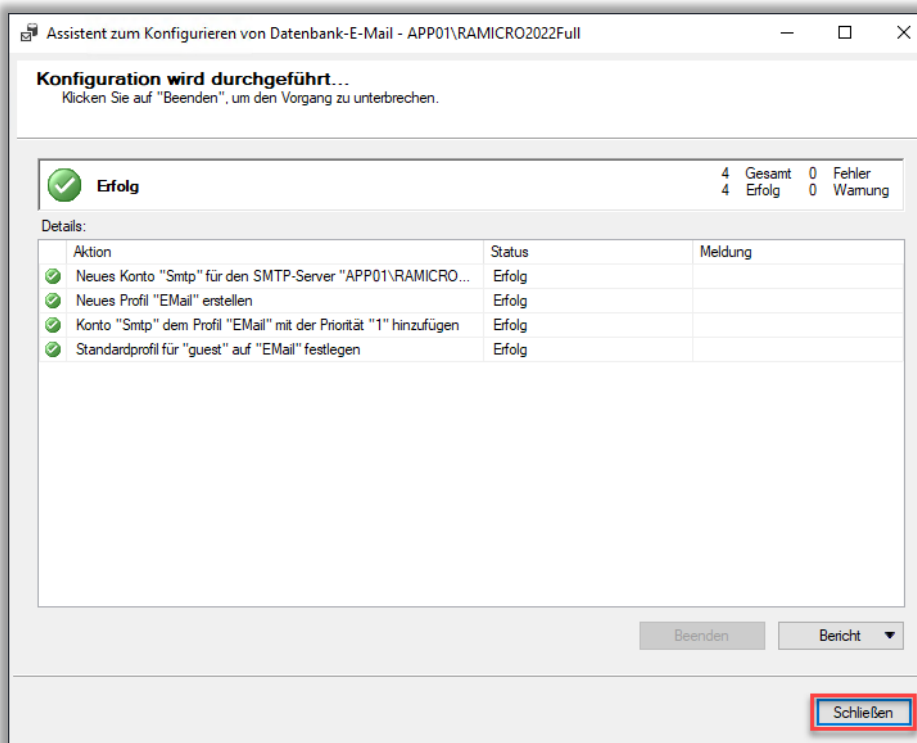 Assistent zum Konfigurieren von Datenbank-E-Mail - APP01\RAMICRO2022Full
Konfiguration wird durchgeführt...
Klicken Sie auf "Beenden", um den Vorgang zu unterbrechen.
Erfolg
4 Gesamt 0 Fehler
4 Erfolg 0 Warnung
Details:
Aktion Status Meldung
Neues Konto "Smtp" für den SMTP-Server "APP01\RAMICRO... Erfolg
Neues Profil "EMail" erstellen Erfolg
Konto "Smtp" dem Profil "EMail" mit der Priorität "1" hinzufügen Erfolg
Standardprofil für "guest" auf "EMail" festlegen Erfolg
Beenden Bericht
Schließen